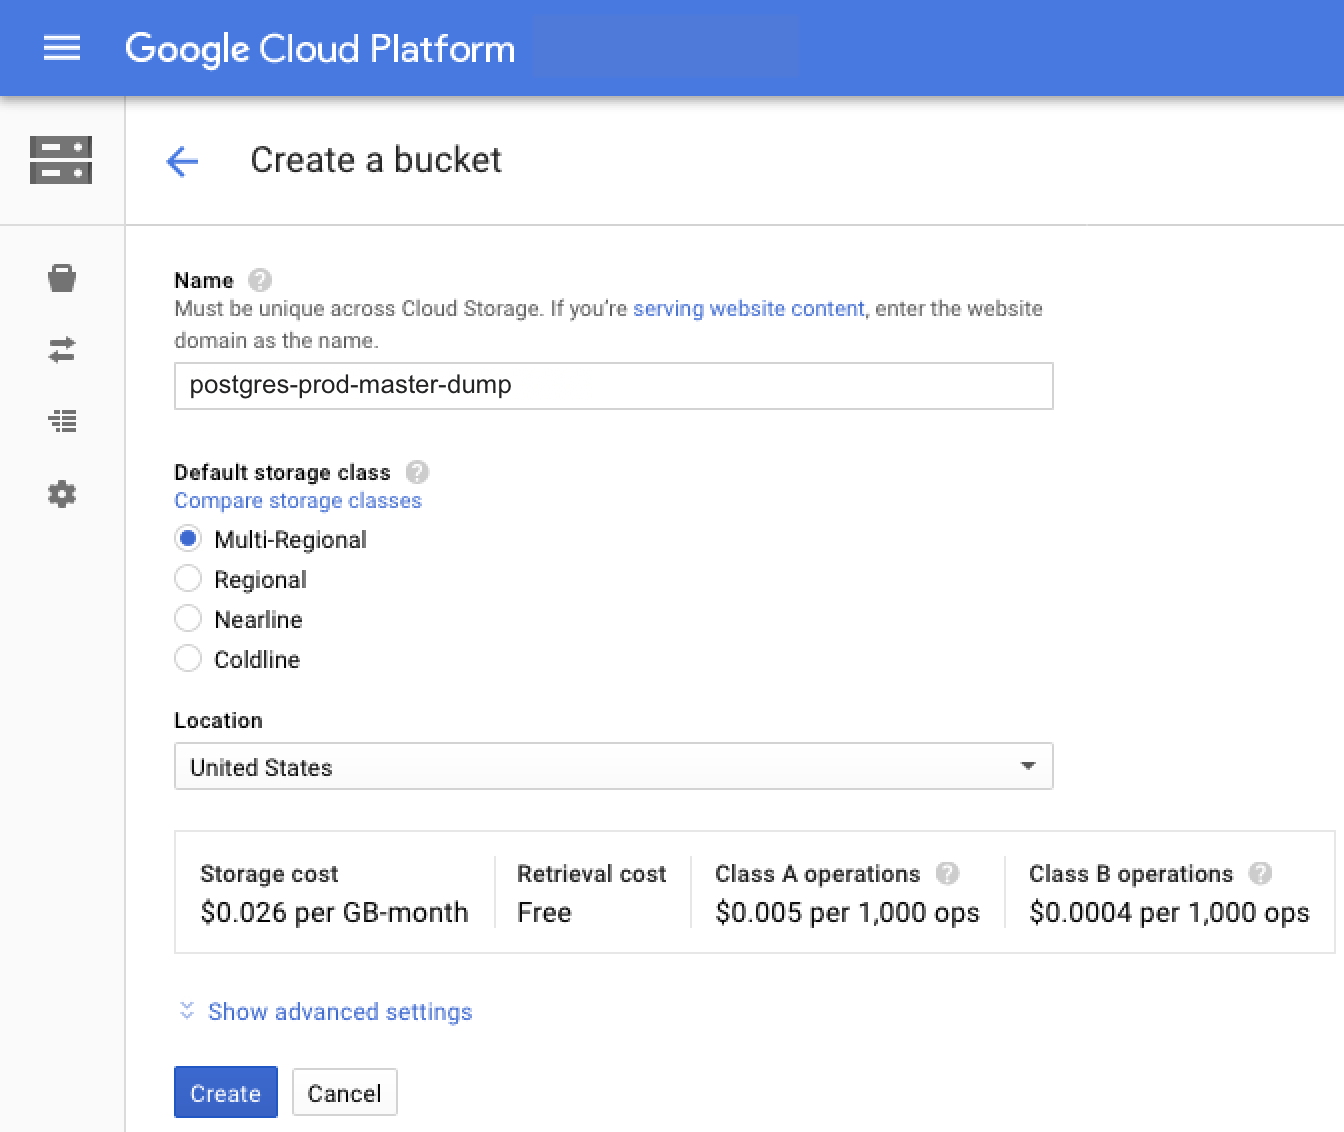 Google Cloud Platform
Create a bucket
Name ?
Must be unique across Cloud Storage. If you're serving website content, enter the website
domain as the name.
postgres-prod-master-dump
Default storage class ?
Compare storage classes
Multi-Regional
Regional
Nearline
Coldline
Location
United States
Storage cost
$0.026 per GB-month
Retrieval cost
Free
Class A operations ?
$0.005 per 1,000 ops
Class B operations ?
$0.0004 per 1,000 ops
Show advanced settings
Create
Cancel